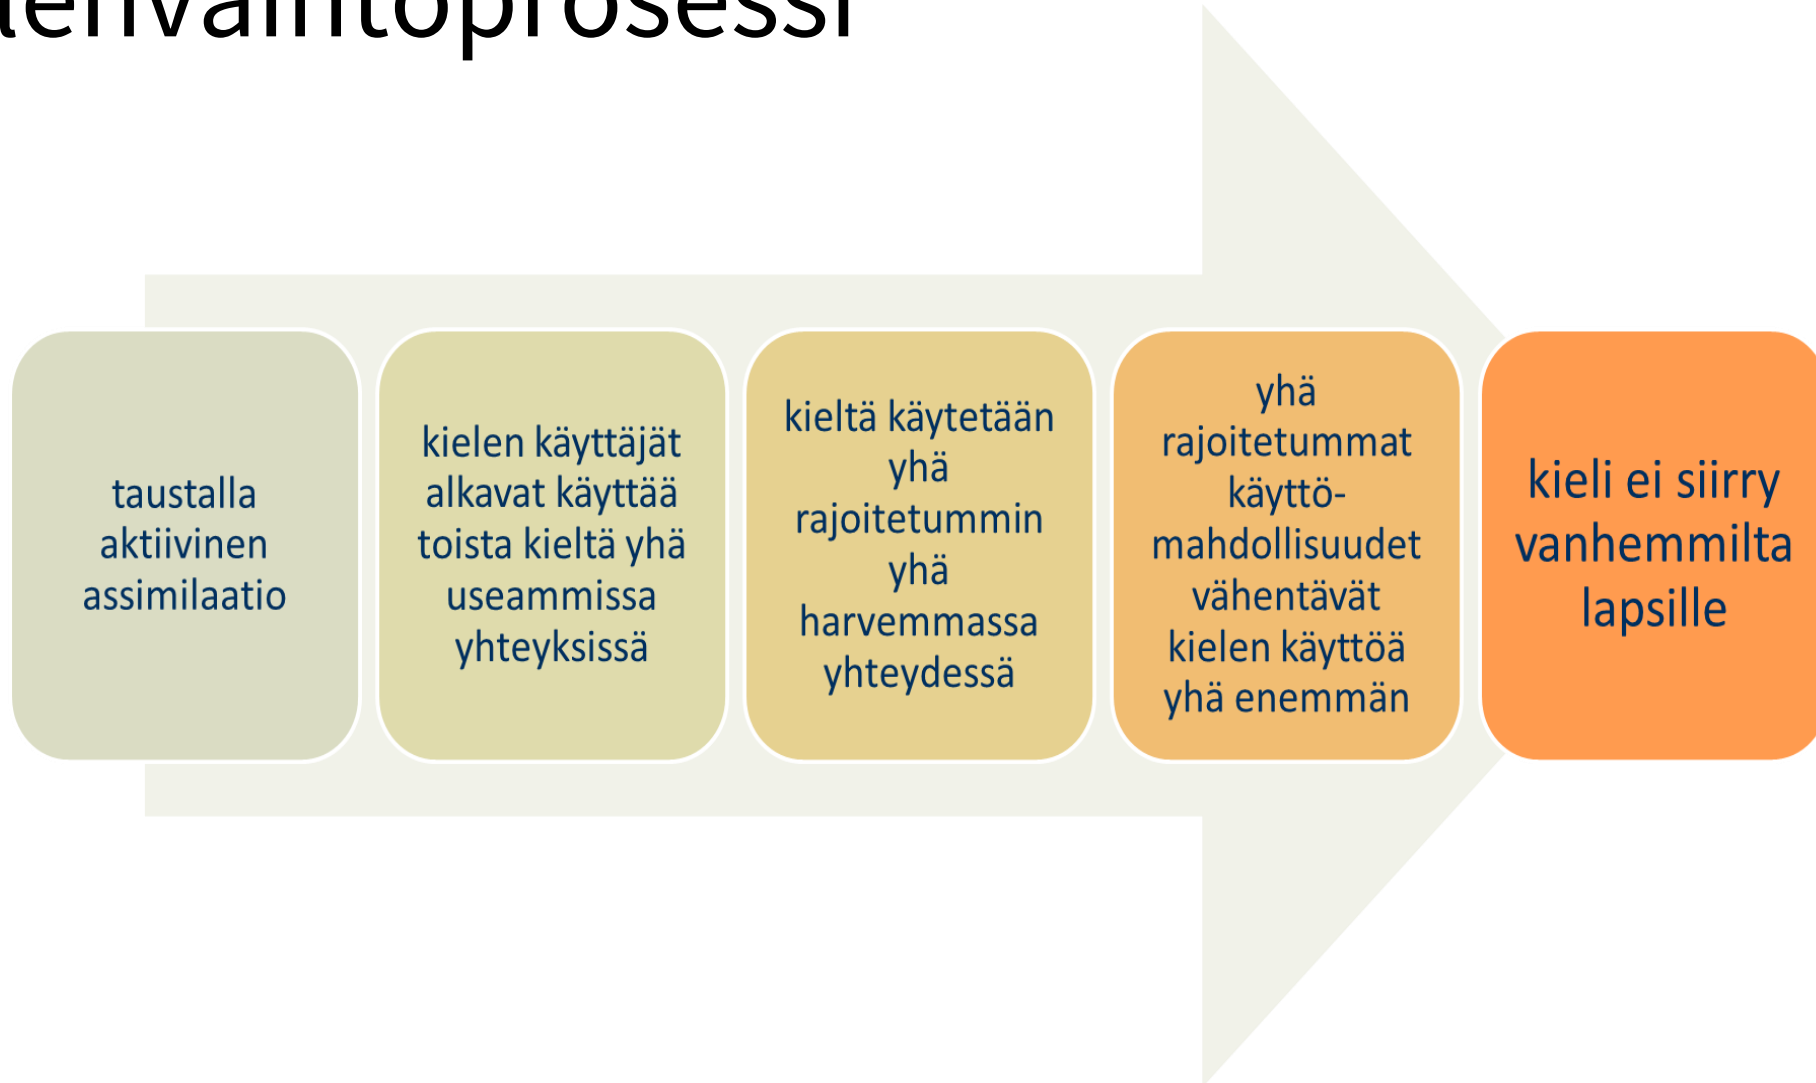 lenvaihtoprosessi
taustalla
aktiivinen
assimilaatio
kielen käyttäjät
alkavat käyttää
toista kieltä yhä
useammissa
yhteyksissä
kieltä käytetään
yhä
rajoitetummin
yhä
harvemmassa
yhteydessä
yhä
rajoitetummat
käyttö-
mahdollisuudet
vähentävät
kielen käyttöä
yhä enemmän
kieli ei siirry
vanhemmilta
lapsille